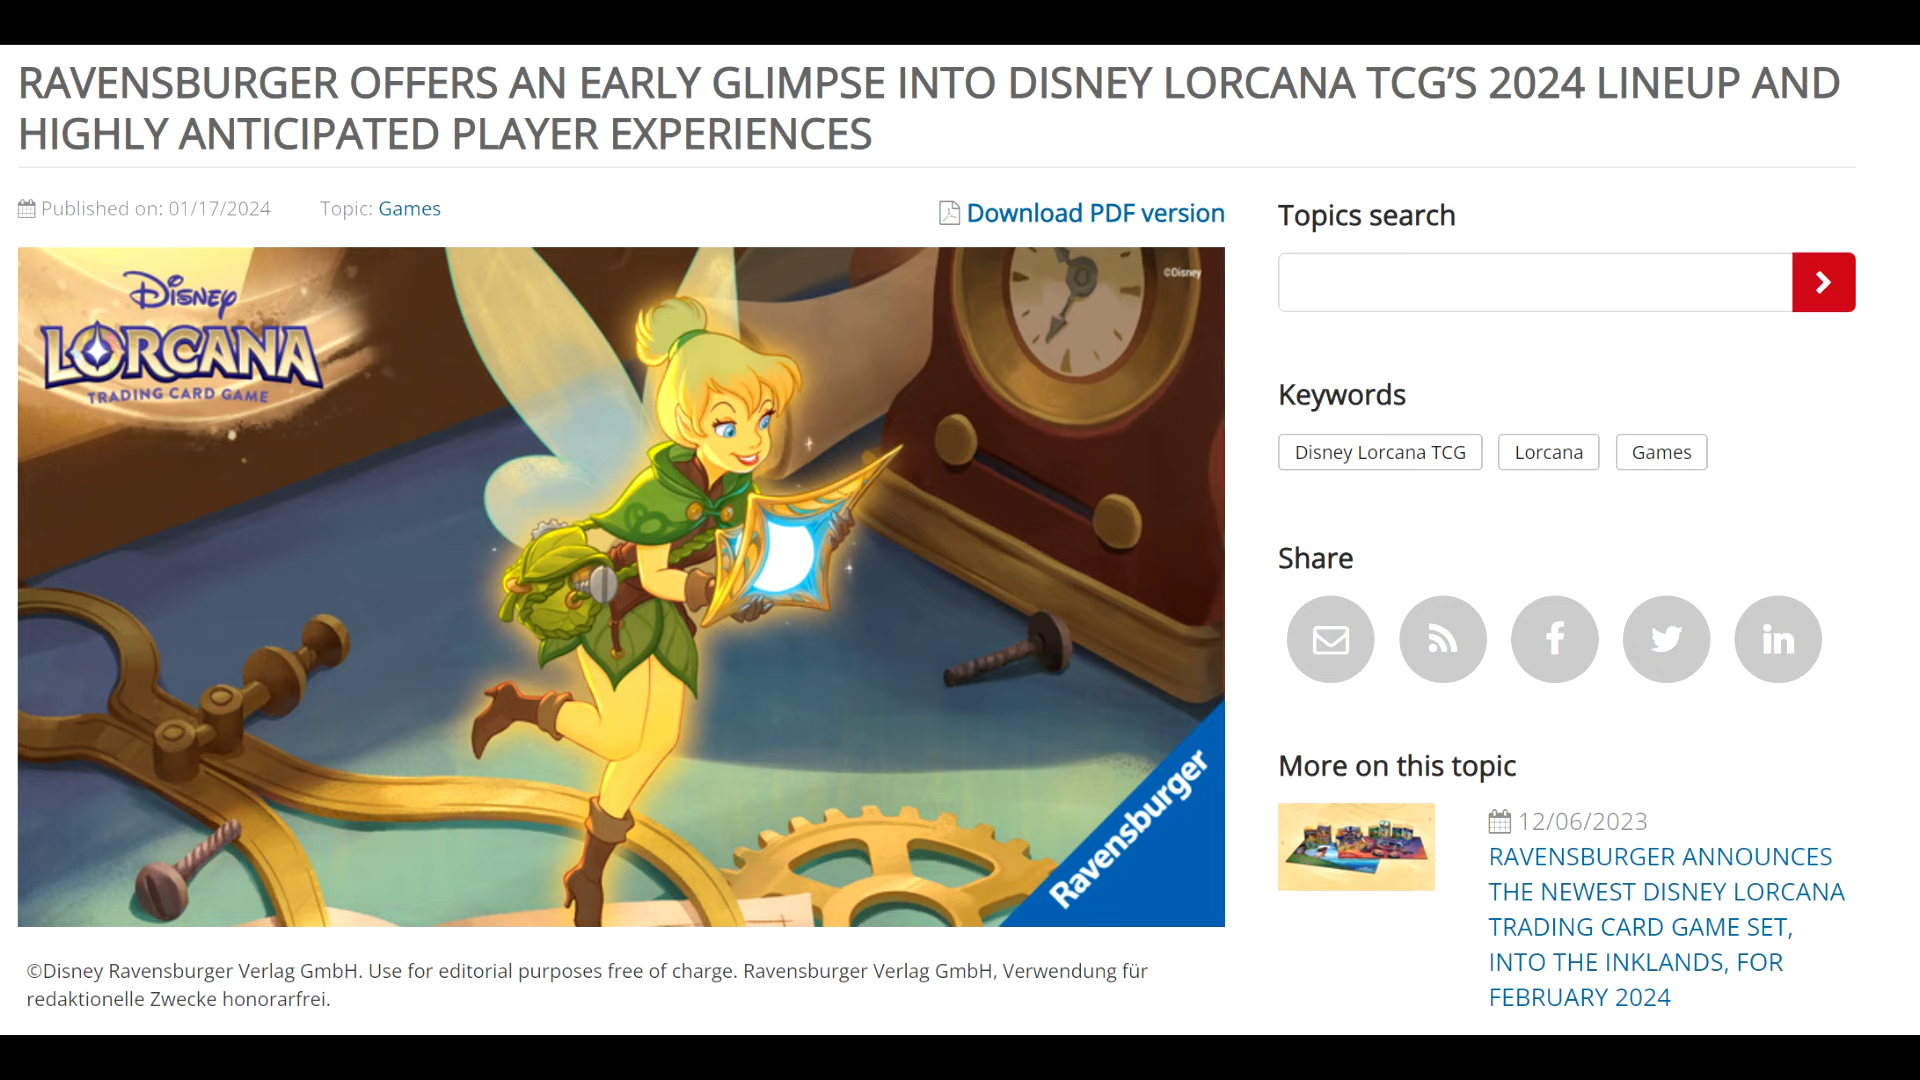 RAVENSBURGER OFFERS AN EARLY GLIMPSE INTO DISNEY LORCANA TCG’S 2024 LINEUP AND
HIGHLY ANTICIPATED PLAYER EXPERIENCES
Published on: 01/17/2024
Topic: Games
Download PDF version
©Disney
Disney
LORCANA
TRADING CARD GAME
Ravensburger
©Disney Ravensburger Verlag GmbH. Use for editorial purposes free of charge. Ravensburger Verlag GmbH, Verwendung für
redaktionelle Zwecke honorarfrei.
Topics search
Keywords
Disney Lorcana TCG
Lorcana
Games
Share
More on this topic
12/06/2023
RAVENSBURGER ANNOUNCES
THE NEWEST DISNEY LORCANA
TRADING CARD GAME SET,
INTO THE INKLANDS, FOR
FEBRUARY 2024